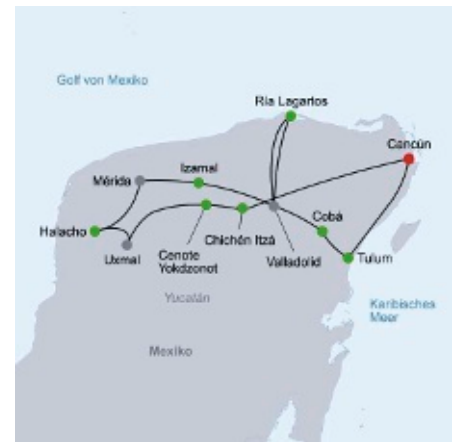 Golf von Mexiko
Ría Lagartos
Cancún
Izamal
Mérida
Halacho
Cobá
Uxmal
Cenote
Yokdzonot
Chichén Itzá
Valladolid
Tulum
Yucatán
Karibisches
Meer
Mexiko